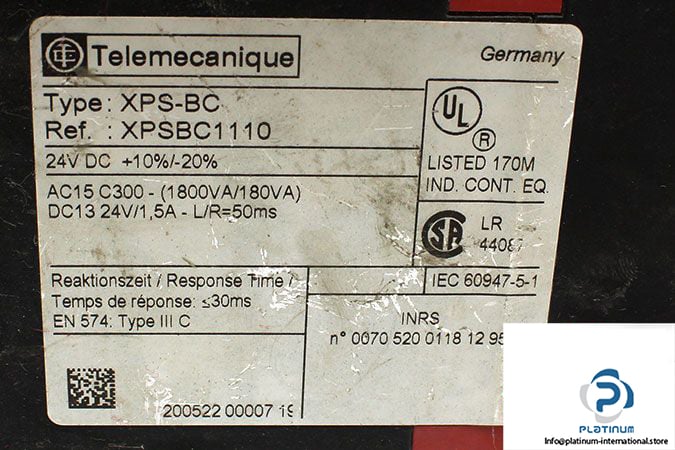 Telemecanique
Germany
Type: XPS-BC
Ref. : XPSBC1110
24V DC +10%/-20%
AC15 C300 - (1800VA/180VA)
DC13 24V/1,5A - L/R=50ms
UL
R
LISTED 170M
IND. CONT. EQ.
SA
LR
44087
IEC 60947-5-1
Reaktionszeit / Response Time /
Temps de réponse: ≤30ms
EN 574: Type III C
INRS
n° 0070 520 0118 12 95
200522 00007 19
PLATINUM
Info@platinum-international.store